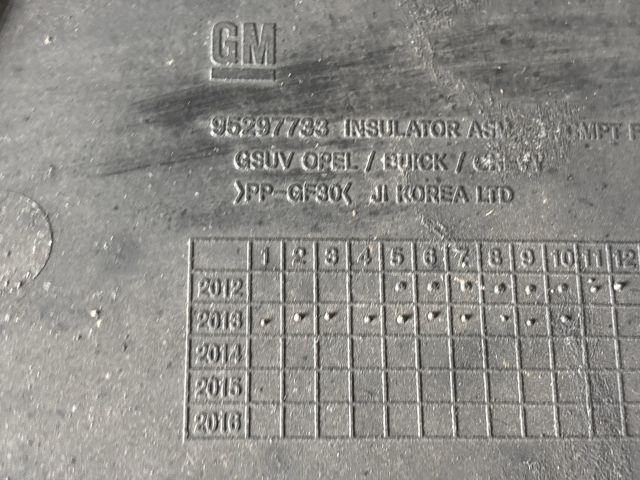 GM
95297733 INSULATOR
GSUV OPEL / BUICK /
>PP-GF30< JI KOREA LTD
1 2 3 4 5 6 7 8 9 10 11 12
2012
2013
2014
2015
2016